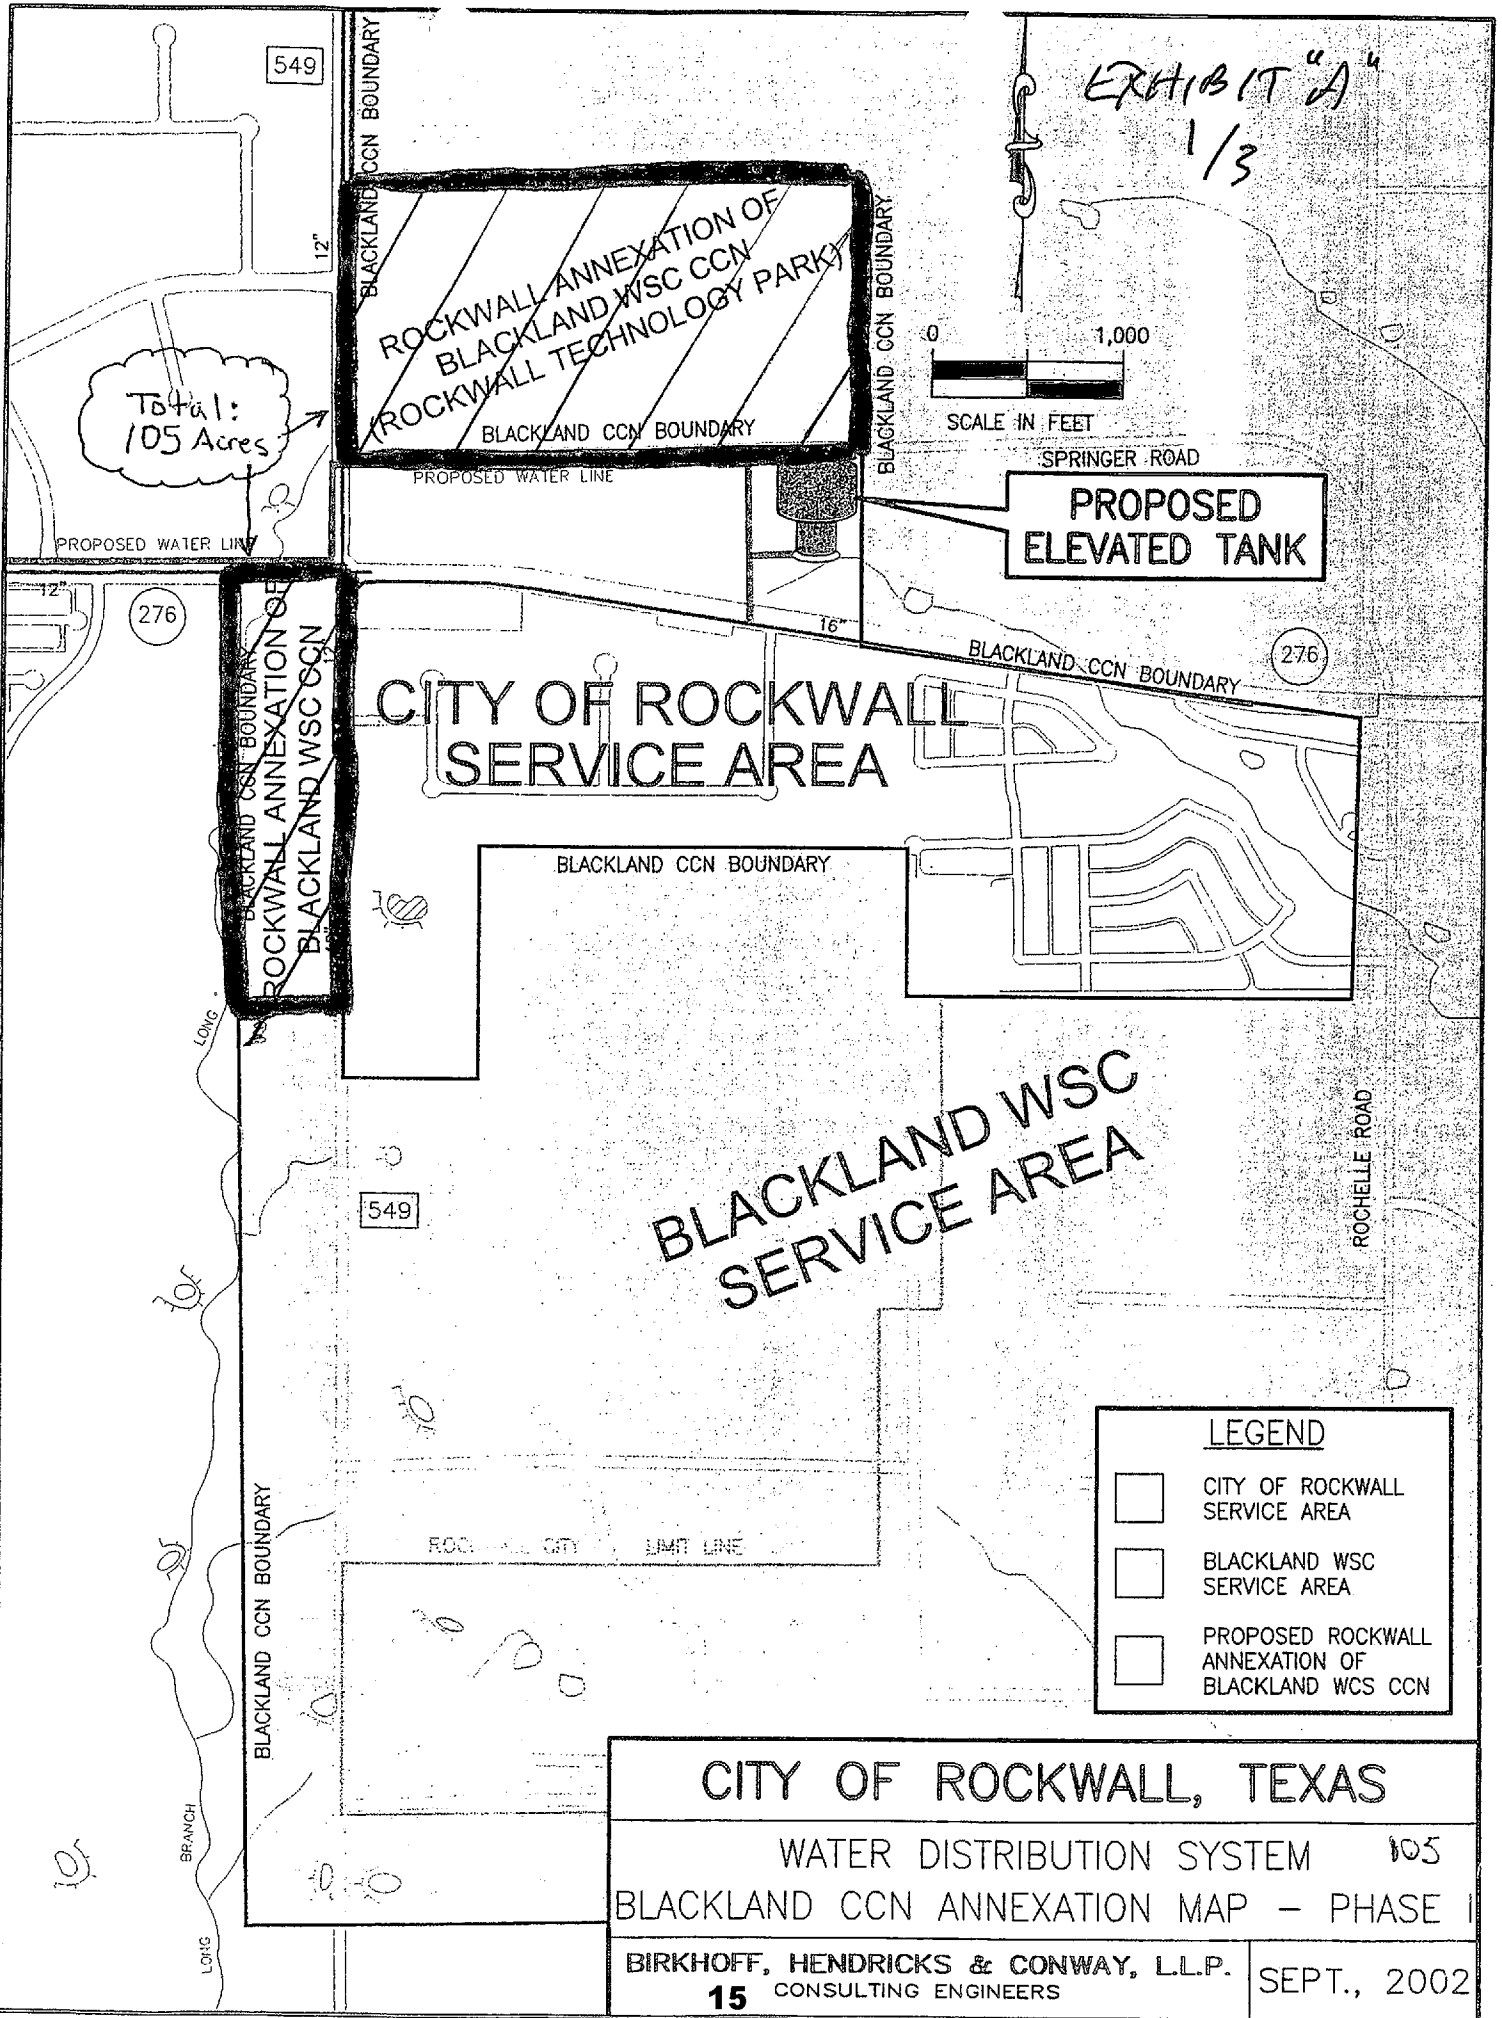 EXHIBIT "A"
1/3
549
BLACKLAND CCN BOUNDARY
12"
ROCKWALL ANNEXATION OF
BLACKLAND WSC CCN
(ROCKWALL TECHNOLOGY PARK)
BLACKLAND CCN BOUNDARY
BLACKLAND CCN BOUNDARY
0 1,000
SCALE IN FEET
SPRINGER ROAD
Total:
105 Acres
PROPOSED WATER LINE
PROPOSED
ELEVATED TANK
PROPOSED WATER LINE
12"
276
16"
BLACKLAND CCN BOUNDARY
276
BLACKLAND CCN BOUNDARY
ROCKWALL ANNEXATION OF
BLACKLAND WSC CCN
12"
CITY OF ROCKWALL
SERVICE AREA
BLACKLAND CCN BOUNDARY
LONG
BLACKLAND WSC
SERVICE AREA
ROCHELLE ROAD
549
BLACKLAND CCN BOUNDARY
CITY LIMIT LINE
LEGEND
CITY OF ROCKWALL
SERVICE AREA
BLACKLAND WSC
SERVICE AREA
PROPOSED ROCKWALL
ANNEXATION OF
BLACKLAND WCS CCN
BRANCH
LONG
CITY OF ROCKWALL, TEXAS
WATER DISTRIBUTION SYSTEM 105
BLACKLAND CCN ANNEXATION MAP – PHASE I
BIRKHOFF, HENDRICKS & CONWAY, L.L.P.
15 CONSULTING ENGINEERS
SEPT., 2002